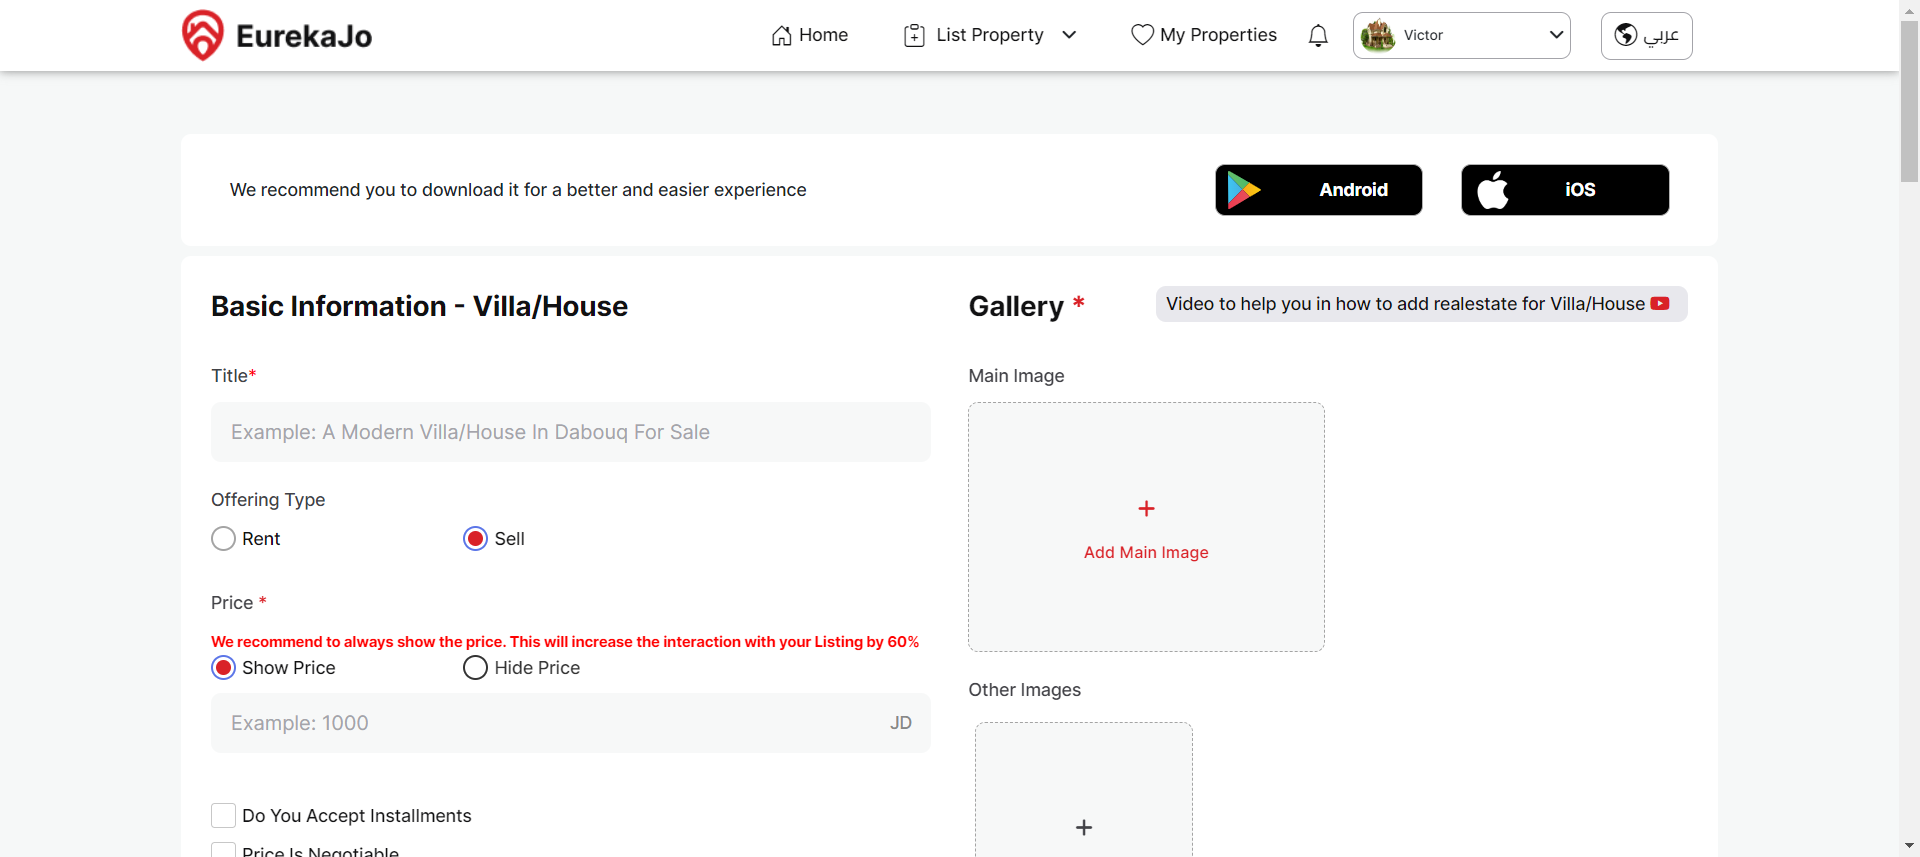 EurekaJo
Home
List Property
My Properties
Victor
عربي
We recommend you to download it for a better and easier experience
Android
iOS
Basic Information - Villa/House
Title*
Example: A Modern Villa/House In Dabouq For Sale
Offering Type
Rent
Sell
Price *
We recommend to always show the price. This will increase the interaction with your Listing by 60%
Show Price
Hide Price
Example: 1000
JD
Do You Accept Installments
Price Is Negotiable
Gallery *
Video to help you in how to add realestate for Villa/House
Main Image
+
Add Main Image
Other Images
+